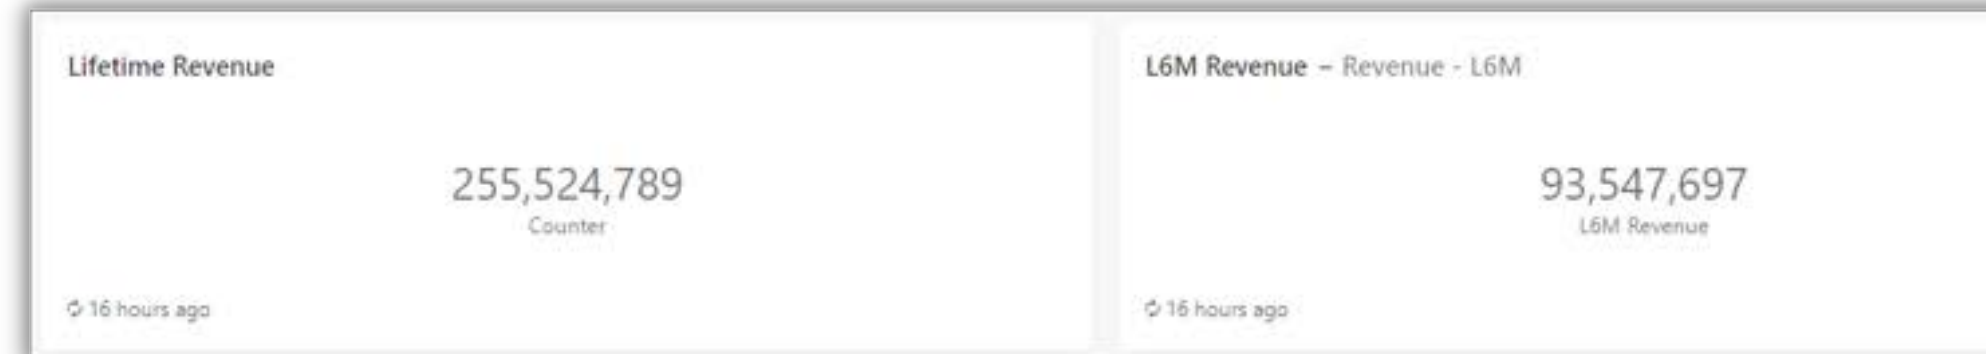 Lifetime Revenue
255,524,789
Counter
16 hours ago
L6M Revenue – Revenue - L6M
93,547,697
L6M Revenue
16 hours ago